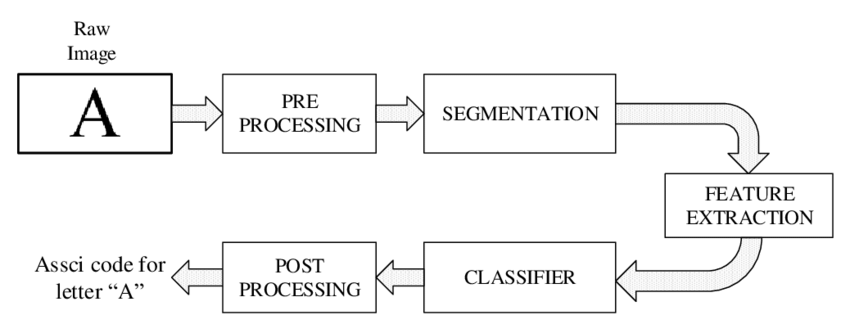 Raw
Image
A
PRE
PROCESSING
SEGMENTATION
FEATURE
EXTRACTION
CLASSIFIER
POST
PROCESSING
Assci code for
letter “A”